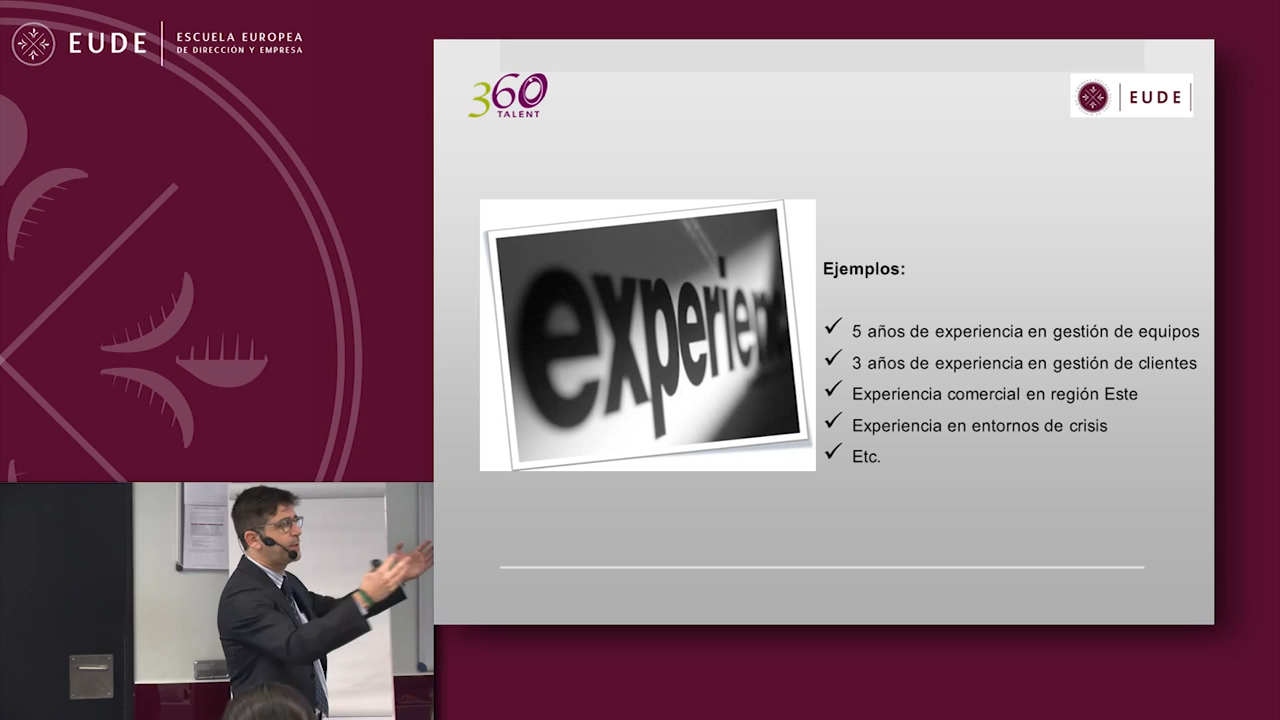 EUDE
ESCUELA EUROPEA
DE DIRECCIÓN Y EMPRESA
360
TALENT
EUDE
experien
Ejemplos:
✓ 5 años de experiencia en gestión de equipos
✓ 3 años de experiencia en gestión de clientes
✓ Experiencia comercial en región Este
✓ Experiencia en entornos de crisis
✓ Etc.